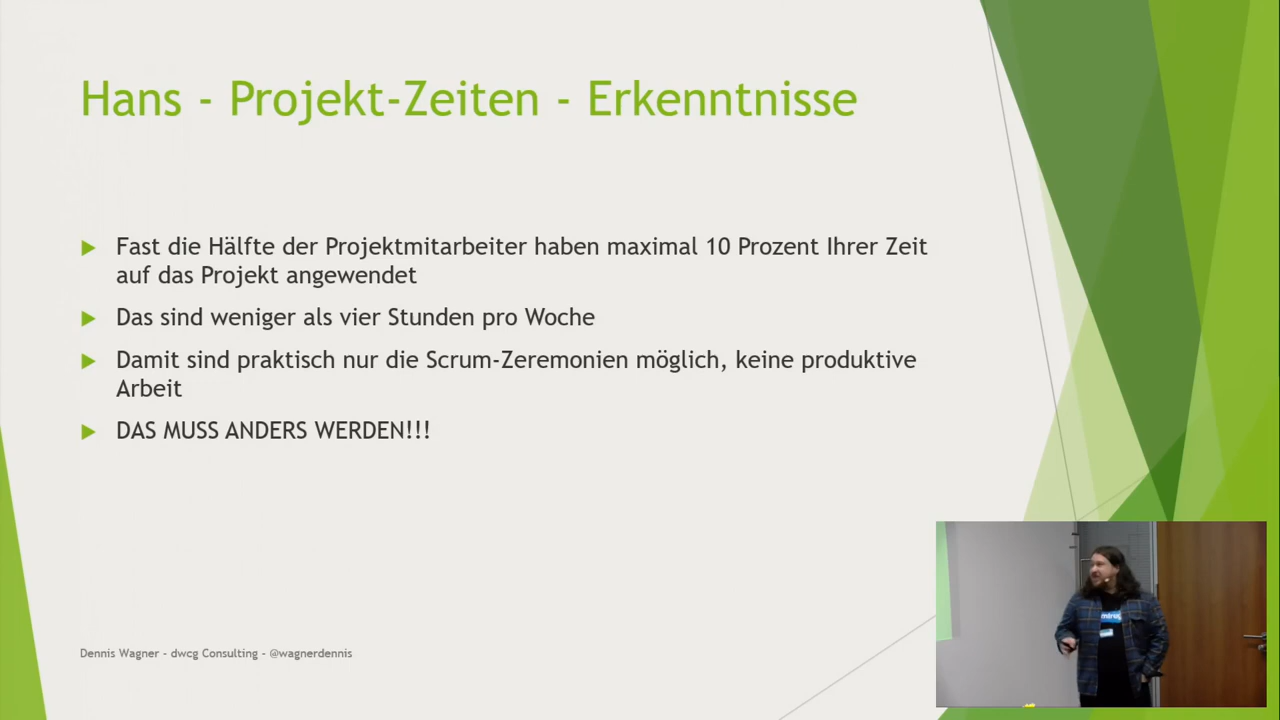 Hans - Projekt-Zeiten - Erkenntnisse
Fast die Hälfte der Projektmitarbeiter haben maximal 10 Prozent Ihrer Zeit
auf das Projekt angewendet
Das sind weniger als vier Stunden pro Woche
Damit sind praktisch nur die Scrum-Zeremonien möglich, keine produktive
Arbeit
DAS MUSS ANDERS WERDEN!!!
Dennis Wagner - dwcg Consulting - @wagnerdennis